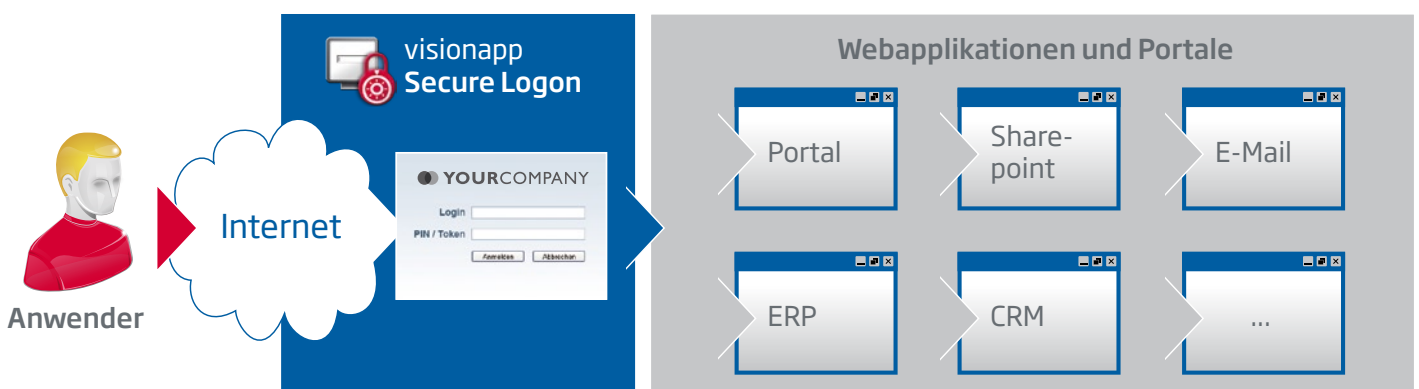 visionapp
Secure Logon
Webapplikationen und Portale
Anwender
Internet
YOURCOMPANY
Login
PIN / Token
Anmelden Abbrechen
Portal
Share-
point
E-Mail
ERP
CRM
...